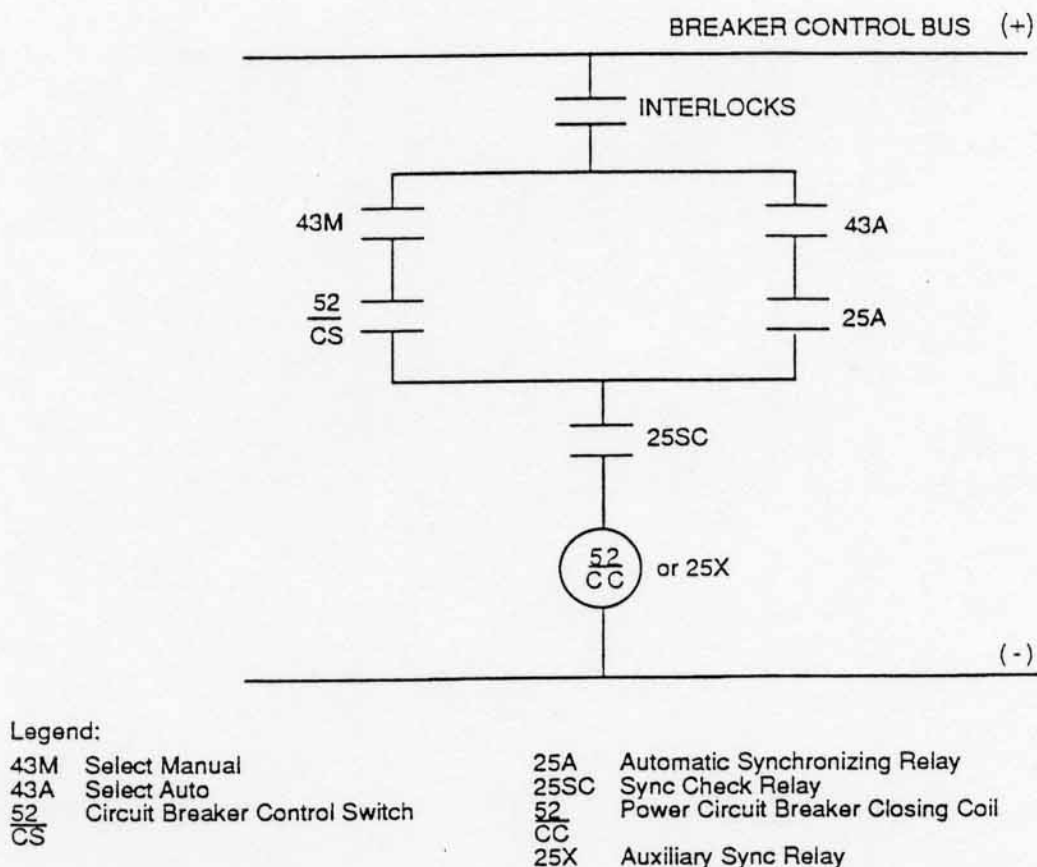 BREAKER CONTROL BUS (+)
INTERLOCKS
43M
43A
52
CS
25A
25SC
52
CC
or 25X
(-)
Legend:
43M Select Manual
43A Select Auto
52 Circuit Breaker Control Switch
CS
25A Automatic Synchronizing Relay
25SC Sync Check Relay
52 Power Circuit Breaker Closing Coil
CC
25X Auxiliary Sync Relay